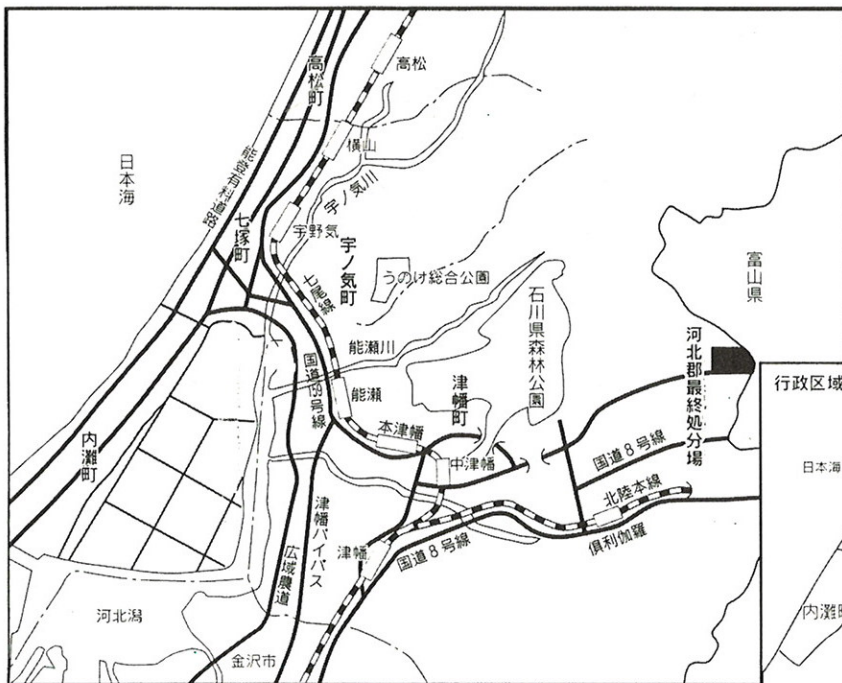 高松
高松町
日本海
能登有料道路
横山
宇ノ気川
七塚町
宇野気
宇ノ気町
七尾線
うのけ総合公園
富山県
石川県森林公園
能瀬川
国道159号線
能瀬
津幡町
河北郡最終処分場
行政区域
本津幡
内灘町
中津幡
国道8号線
日本海
北陸本線
津幡バイパス
広域農道
津幡
国道8号線
倶利伽羅
河北潟
内灘町
金沢市